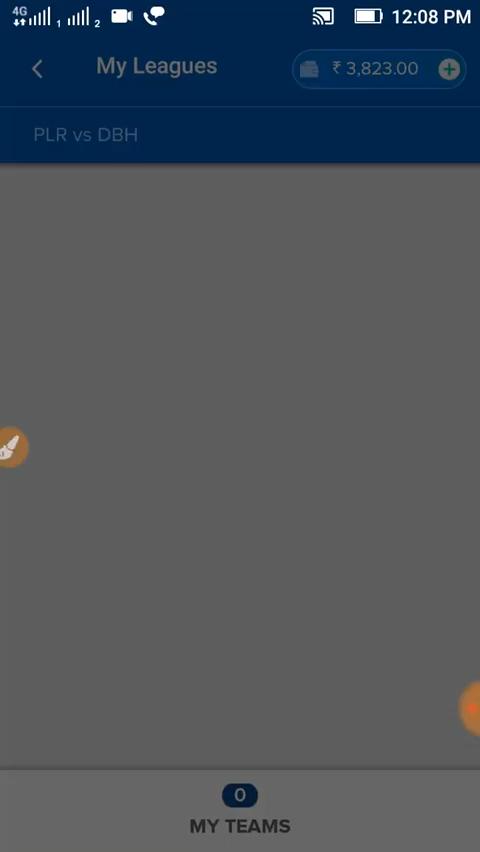 4G 1 2 12:08 PM
My Leagues ₹ 3,823.00 +
PLR vs DBH
0
MY TEAMS